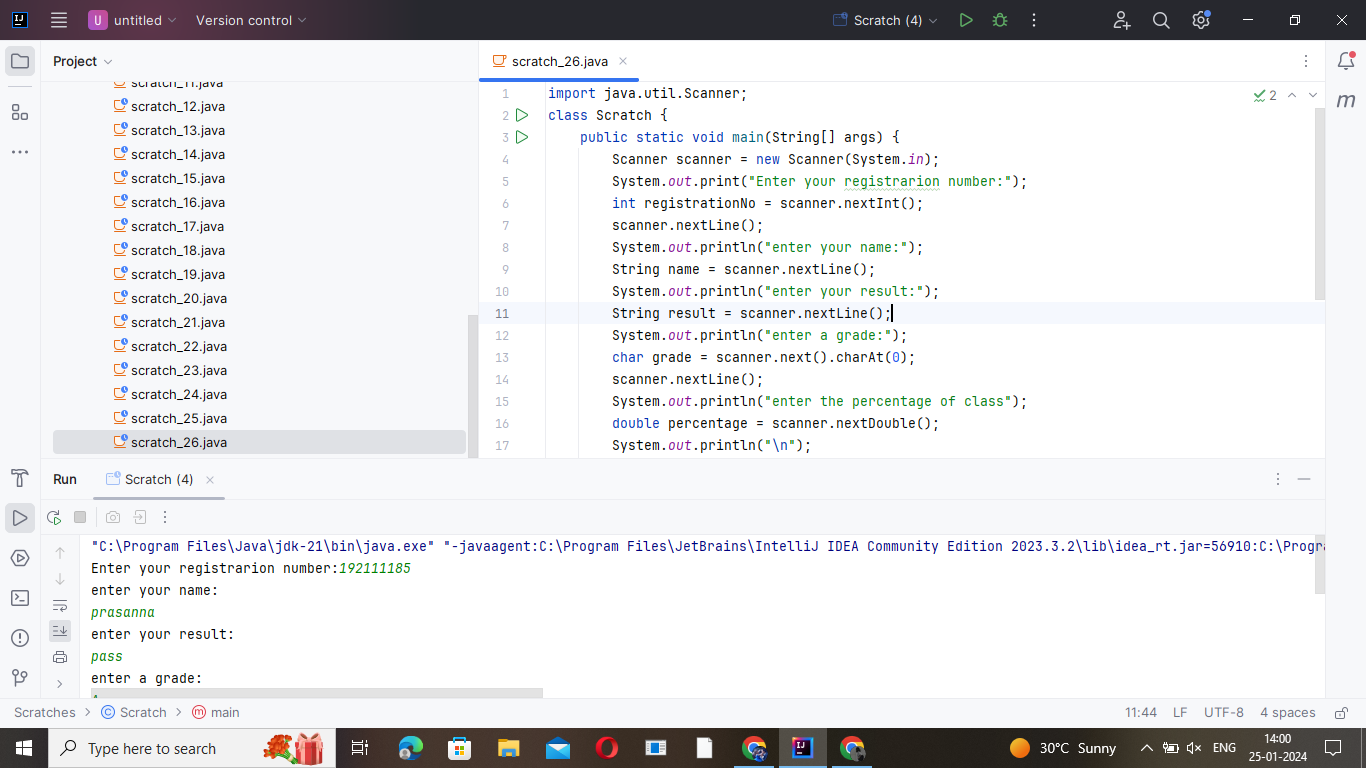 U untitled Version control Scratch (4)
Project
scratch_26.java
scratch_11.java
scratch_12.java
scratch_13.java
scratch_14.java
scratch_15.java
scratch_16.java
scratch_17.java
scratch_18.java
scratch_19.java
scratch_20.java
scratch_21.java
scratch_22.java
scratch_23.java
scratch_24.java
scratch_25.java
scratch_26.java
2
1 import java.util.Scanner;
2 class Scratch {
3 public static void main(String[] args) {
4 Scanner scanner = new Scanner(System.in);
5 System.out.print("Enter your registrarion number:");
6 int registrationNo = scanner.nextInt();
7 scanner.nextLine();
8 System.out.println("enter your name:");
9 String name = scanner.nextLine();
10 System.out.println("enter your result:");
11 String result = scanner.nextLine();
12 System.out.println("enter a grade:");
13 char grade = scanner.next().charAt(0);
14 scanner.nextLine();
15 System.out.println("enter the percentage of class");
16 double percentage = scanner.nextDouble();
17 System.out.println("\n");
m
Run Scratch (4)
"C:\Program Files\Java\jdk-21\bin\java.exe" "-javaagent:C:\Program Files\JetBrains\IntelliJ IDEA Community Edition 2023.3.2\lib\idea_rt.jar=56910:C:\Progra
Enter your registrarion number:192111185
enter your name:
prasanna
enter your result:
pass
enter a grade:
Scratches > Scratch > main 11:44 LF UTF-8 4 spaces
Type here to search 30°C Sunny ENG 14:00
25-01-2024